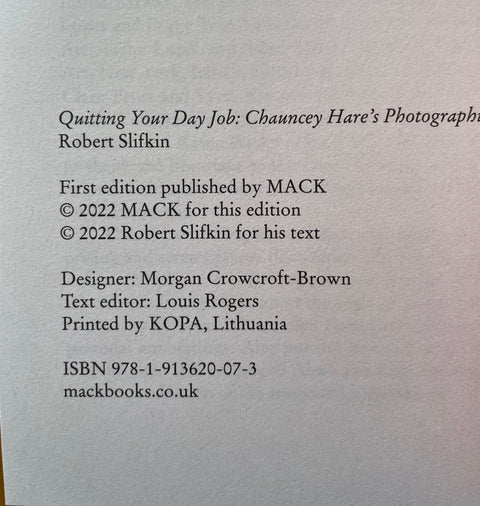 Quitting Your Day Job: Chauncey Hare's Photographi
Robert Slifkin
First edition published by MACK
© 2022 MACK for this edition
© 2022 Robert Slifkin for his text
Designer: Morgan Crowcroft-Brown
Text editor: Louis Rogers
Printed by KOPA, Lithuania
ISBN 978-1-913620-07-3
mackbooks.co.uk